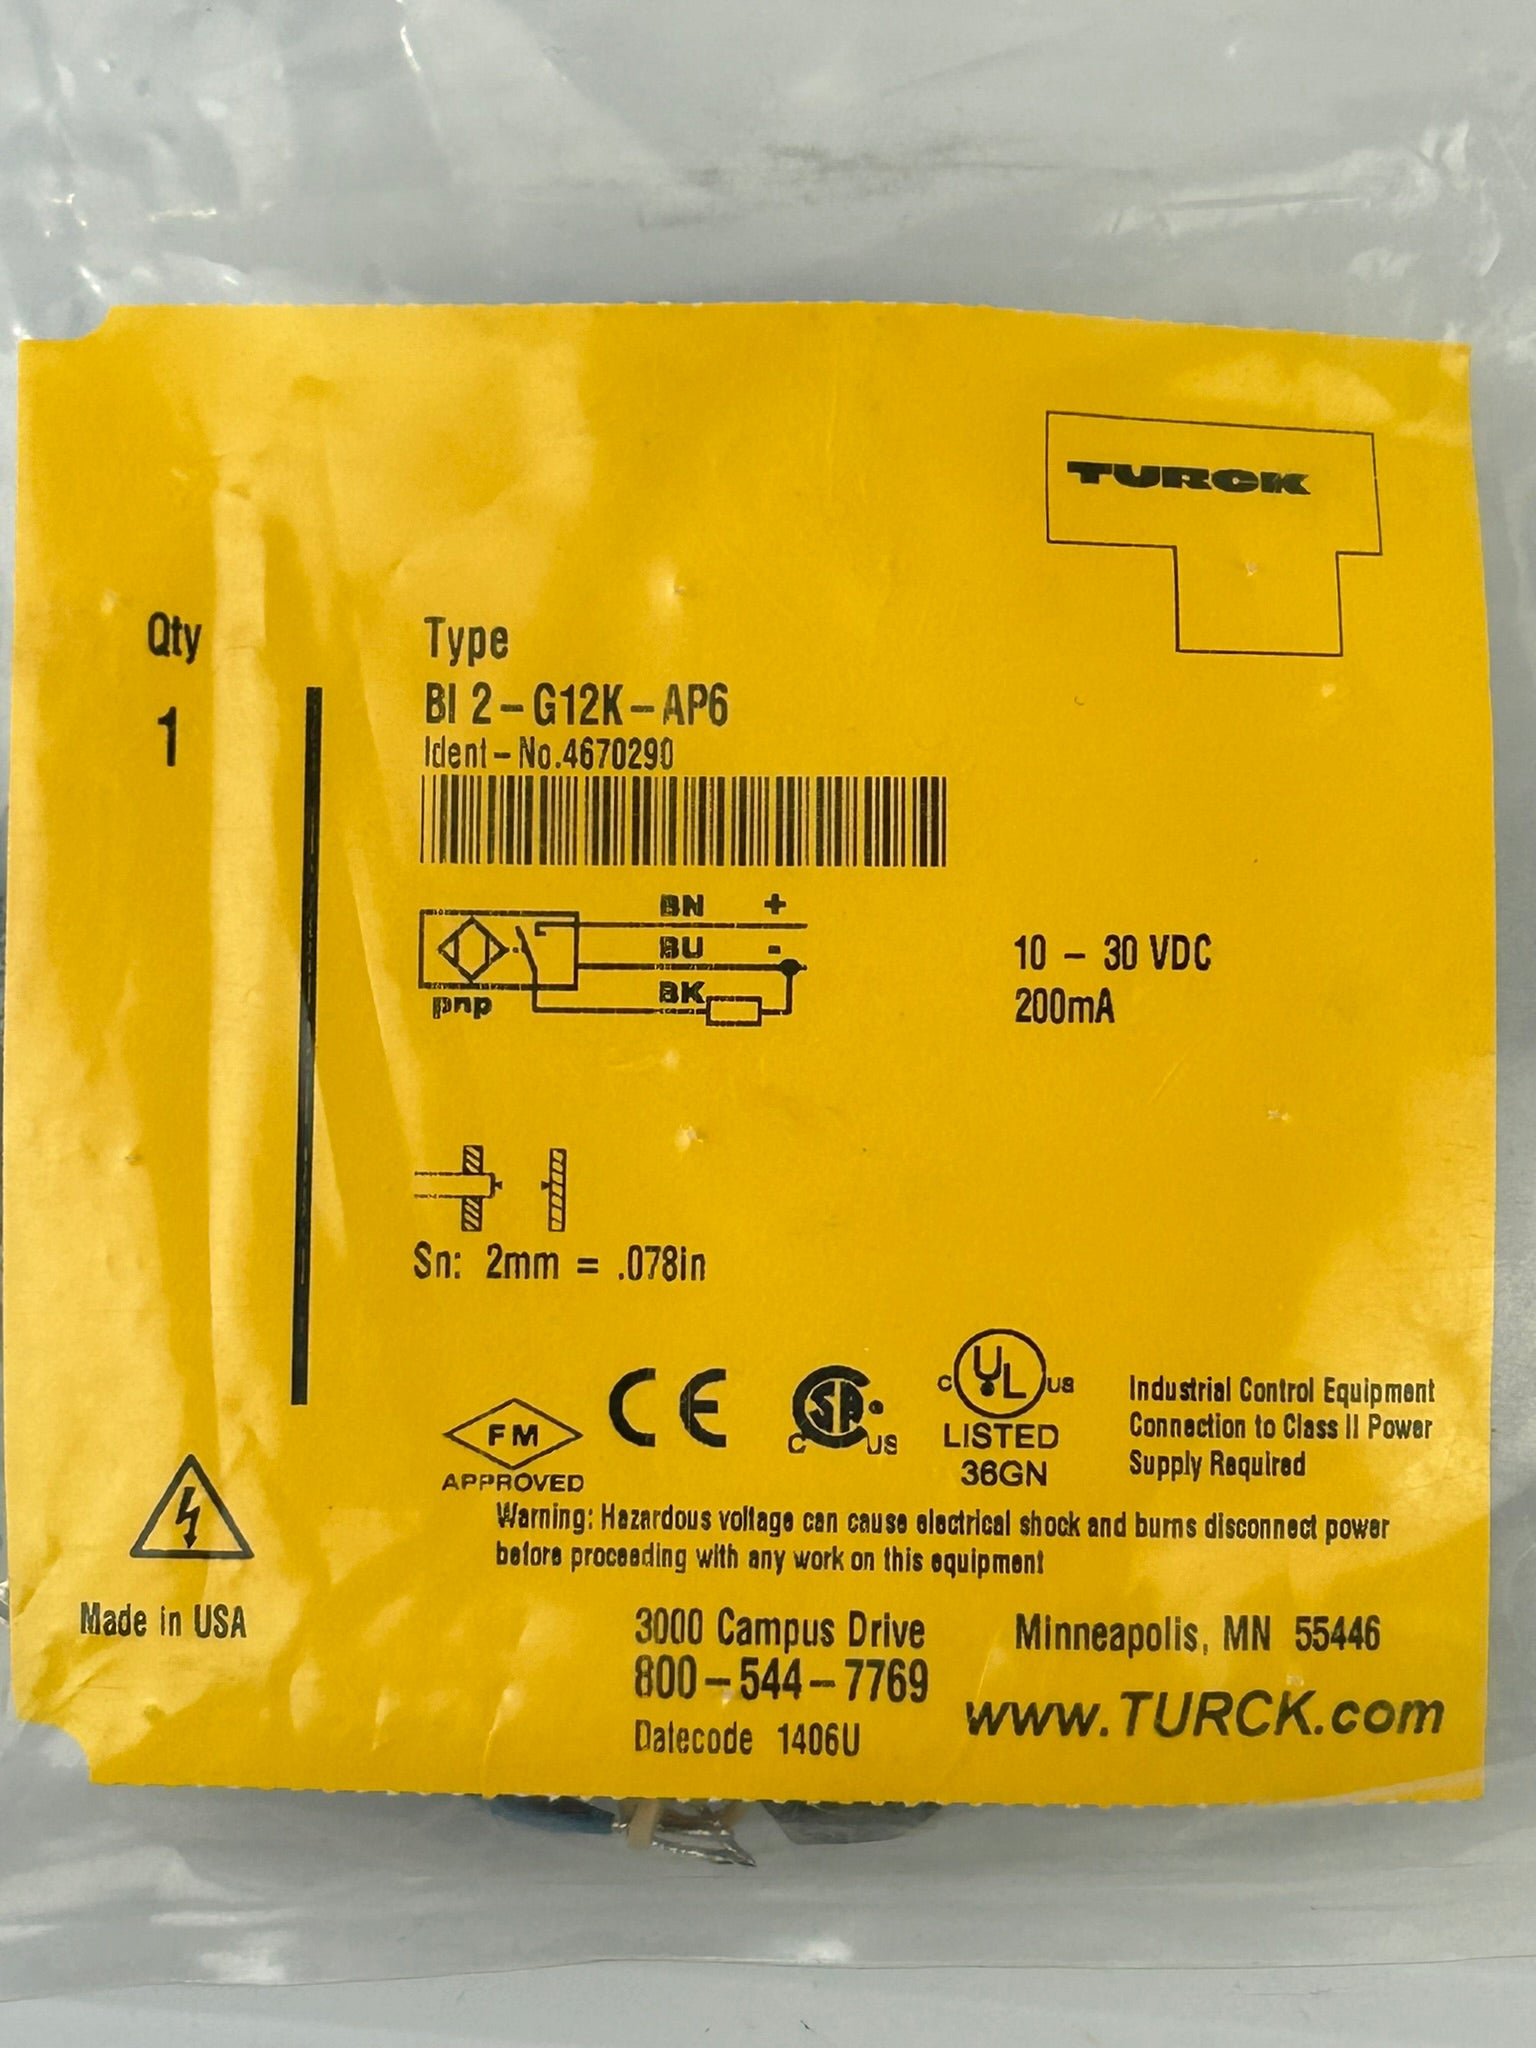 TURCK
Qty
1
Type
BI 2-G12K-AP6
Ident-No.4670290
BN +
BU -
BK
pnp
10 - 30 VDC
200mA
Sn: 2mm = .078in
FM
APPROVED
CE
C SA US
C UL US
LISTED
36GN
Industrial Control Equipment
Connection to Class II Power
Supply Required
Warning: Hazardous voltage can cause electrical shock and burns disconnect power
before proceeding with any work on this equipment
Made in USA
3000 Campus Drive Minneapolis, MN 55446
800-544-7769
www.TURCK.com
Datecode 1406U